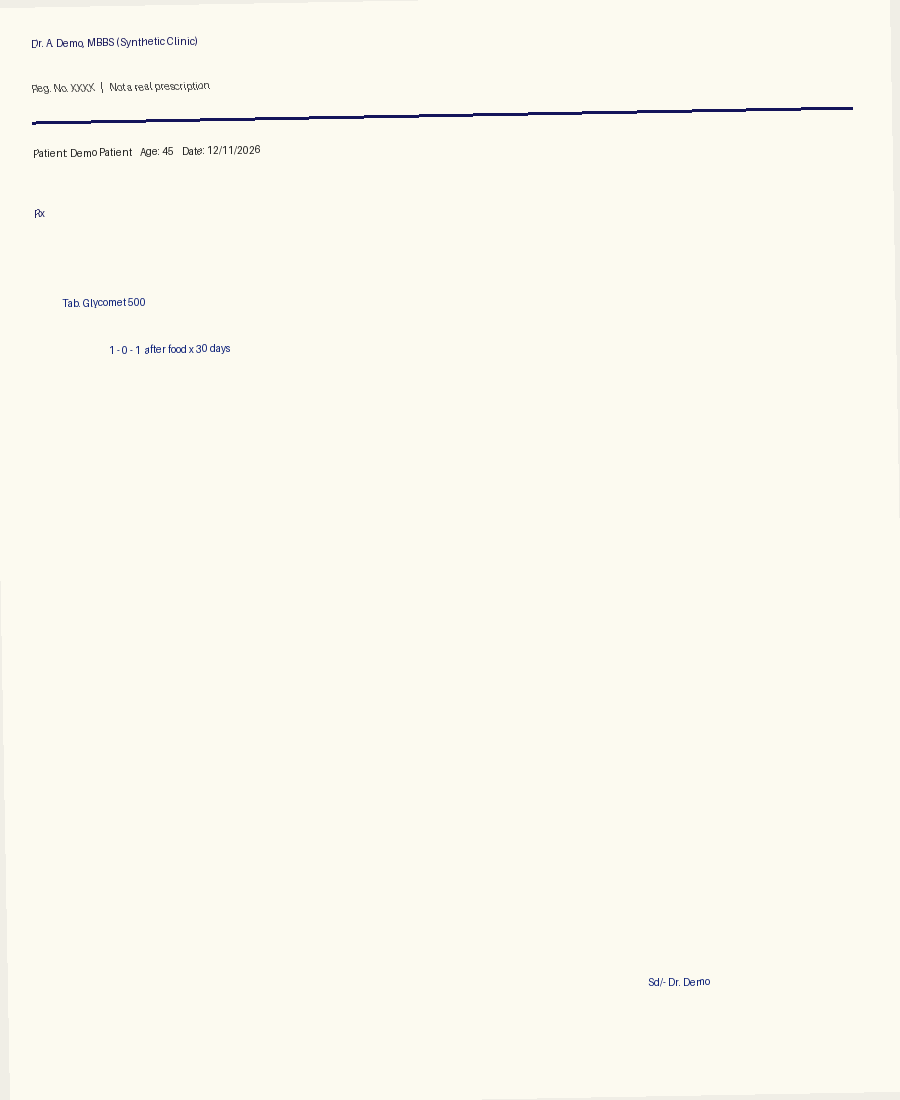 Dr. A. Demo, MBBS (Synthetic Clinic)
Reg. No. XXXX | Not a real prescription
Patient: Demo Patient Age: 45 Date: 12/11/2026
Rx
Tab. Glycomet 500
1 - 0 - 1 after food x 30 days
Sd/- Dr. Demo